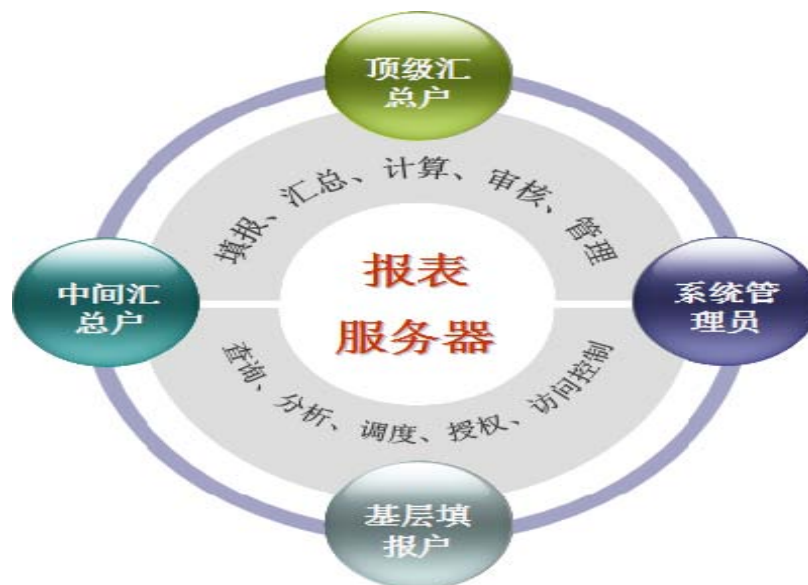 顶级汇
总户
填报、汇总、计算、审核、管理
报表
服务器
中间汇
总户
系统管
理员
查询、分析、调度、授权、访问控制
基层填
报户